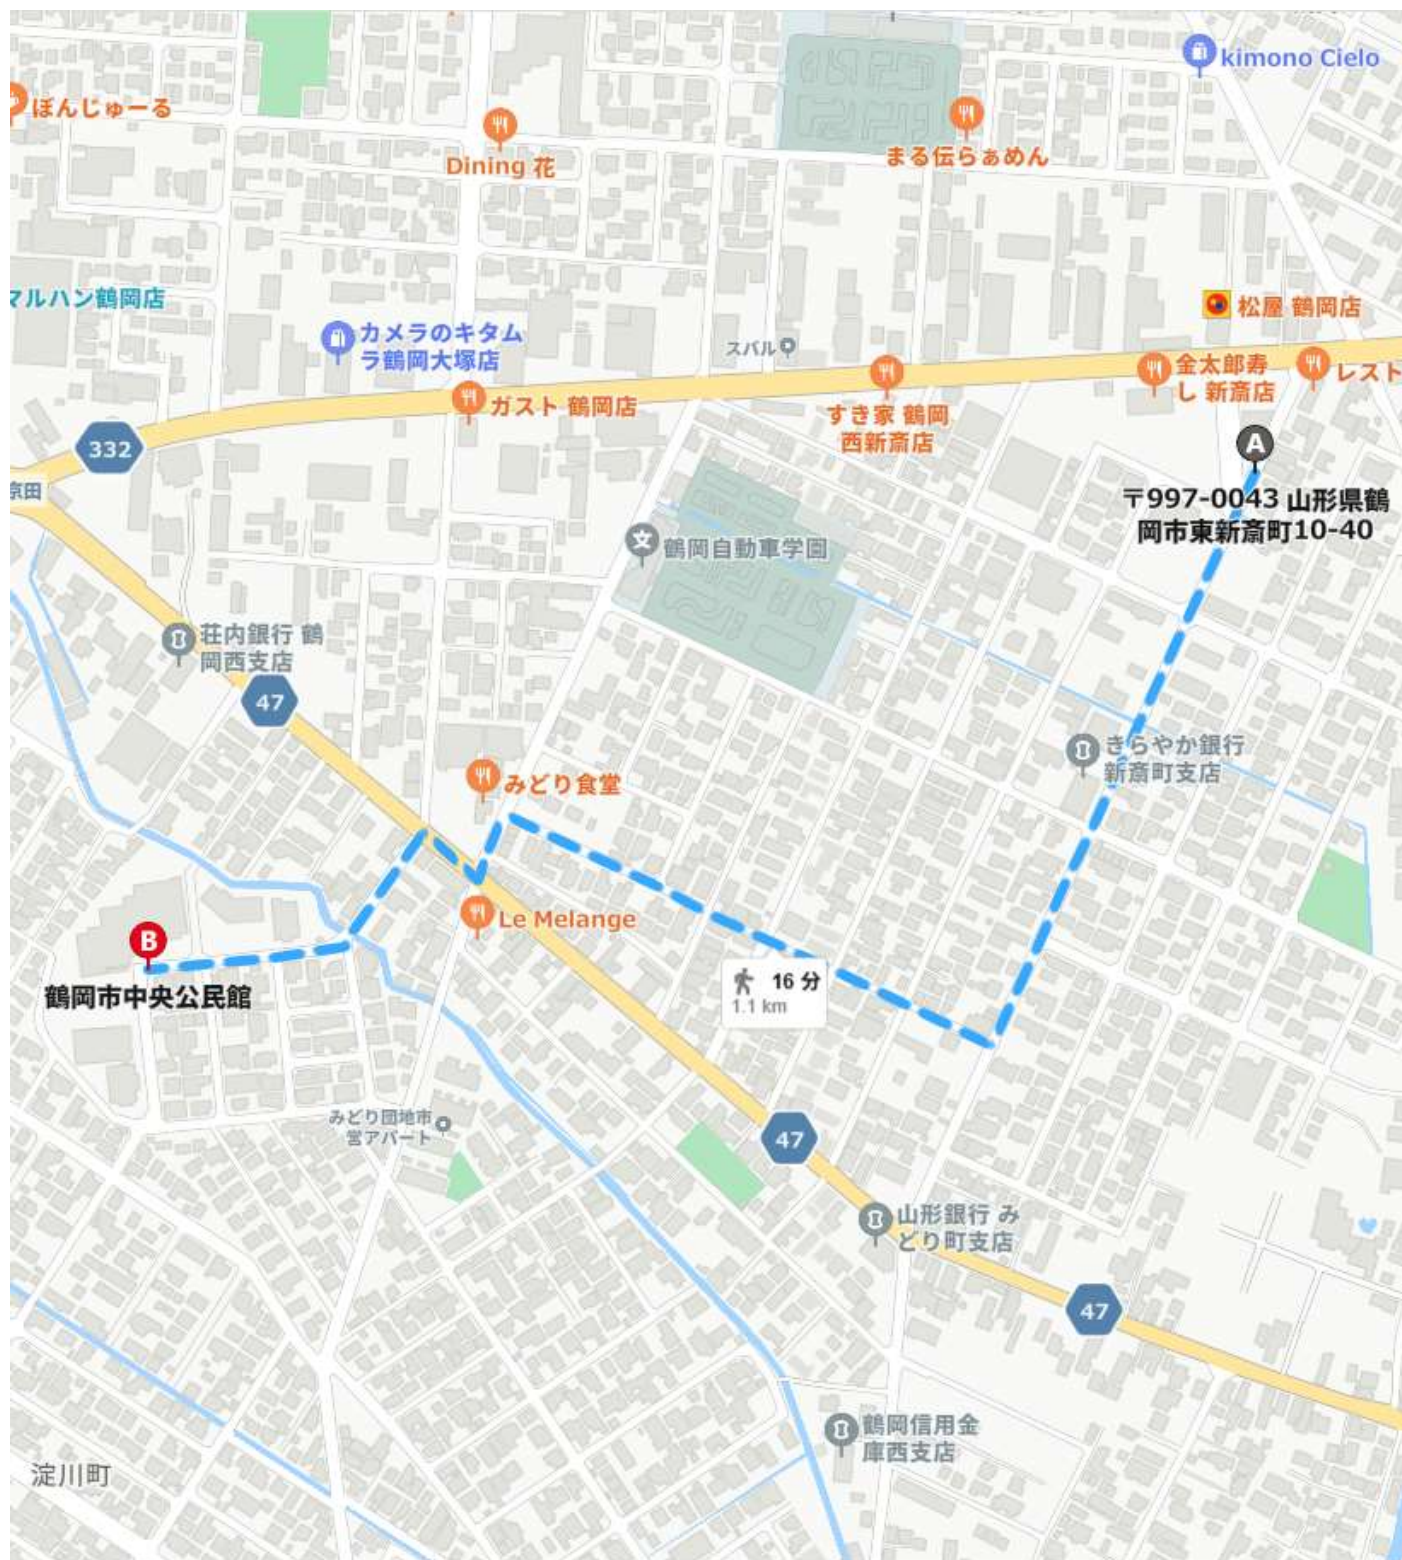 kimono Cielo
ぼんじゅーる
Dining 花
まる伝らぁめん
マルハン鶴岡店
松屋 鶴岡店
カメラのキタム
ラ鶴岡大塚店
スバル
金太郎寿
し 新斎店
レスト
ガスト 鶴岡店
すき家 鶴岡
西新斎店
332
A
京田
〒997-0043 山形県鶴
岡市東新斎町10-40
文
鶴岡自動車学園
荘内銀行 鶴
岡西支店
47
きらやか銀行
新斎町支店
みどり食堂
Le Melange
B
16 分
1.1 km
鶴岡市中央公民館
みどり団地市
営アパート
47
山形銀行 み
どり町支店
47
鶴岡信用金
庫西支店
淀川町